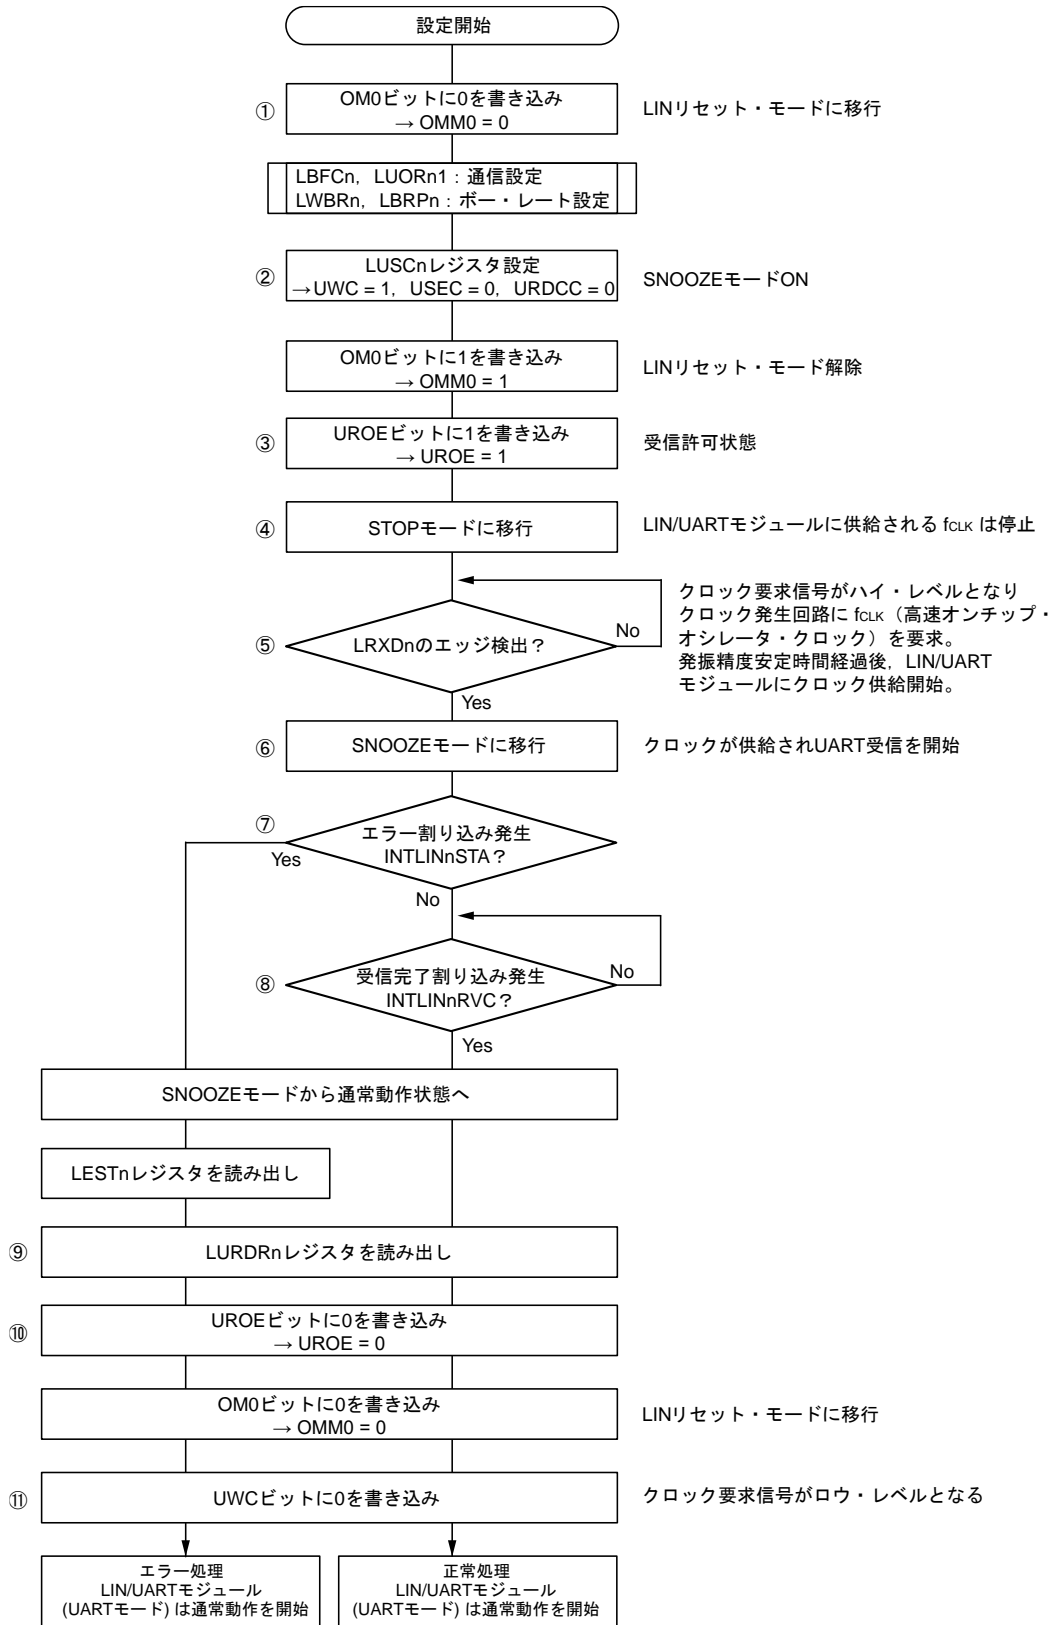 設定開始
①
OM0ビットに0を書き込み
→ OMM0 = 0
LINリセット・モードに移行
LBFCn, LUORn1：通信設定
LWBRn, LBRPn：ボー・レート設定
②
LUSCnレジスタ設定
→UWC = 1, USEC = 0, URDCC = 0
SNOOZEモードON
OM0ビットに1を書き込み
→ OMM0 = 1
LINリセット・モード解除
③
UROEビットに1を書き込み
→ UROE = 1
受信許可状態
④
STOPモードに移行
LIN/UARTモジュールに供給される fCLK は停止
クロック要求信号がハイ・レベルとなり
クロック発生回路に fCLK（高速オンチップ・
オシレータ・クロック）を要求。
発振精度安定時間経過後, LIN/UART
モジュールにクロック供給開始。
⑤
LRXDnのエッジ検出？
No
Yes
⑥
SNOOZEモードに移行
クロックが供給されUART受信を開始
⑦
エラー割り込み発生
INTLINnSTA？
Yes
No
⑧
受信完了割り込み発生
INTLINnRVC？
No
Yes
SNOOZEモードから通常動作状態へ
LESTnレジスタを読み出し
⑨
LURDRnレジスタを読み出し
⑩
UROEビットに0を書き込み
→ UROE = 0
OM0ビットに0を書き込み
→ OMM0 = 0
LINリセット・モードに移行
⑪
UWCビットに0を書き込み
クロック要求信号がロウ・レベルとなる
エラー処理
LIN/UARTモジュール
(UARTモード) は通常動作を開始
正常処理
LIN/UARTモジュール
(UARTモード) は通常動作を開始